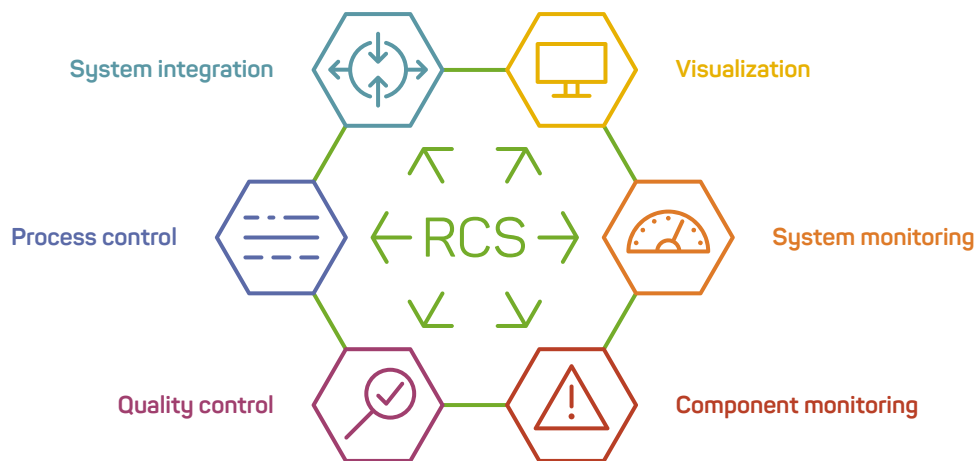 System integration
Visualization
Process control
RCS
System monitoring
Quality control
Component monitoring